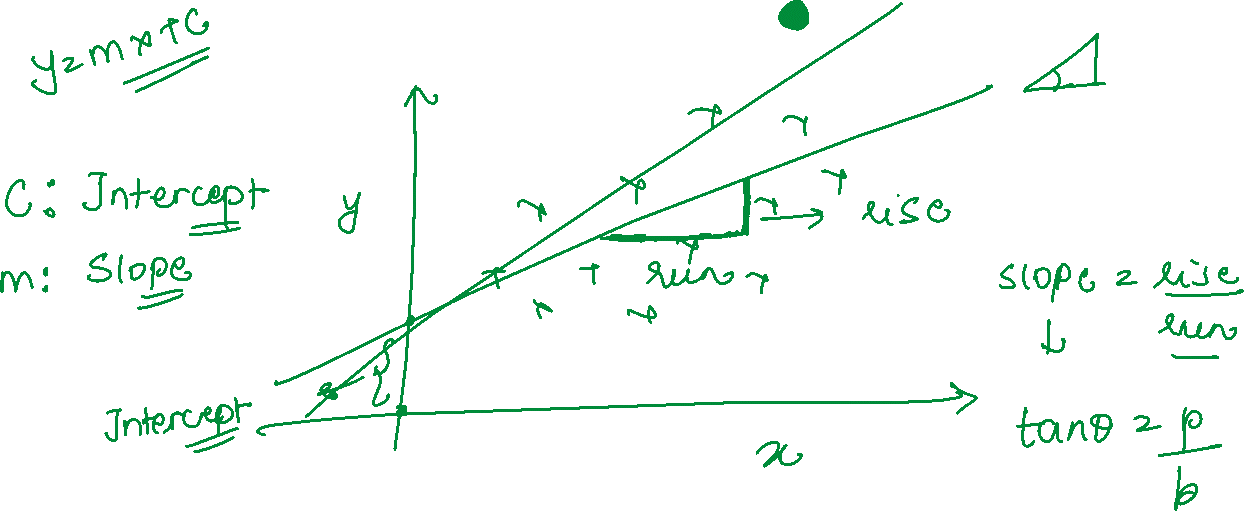 y=mx+C
C: Intercept
m: Slope
y
rise
run
slope = rise
run
↓
tanθ = p
b
Intercept
x